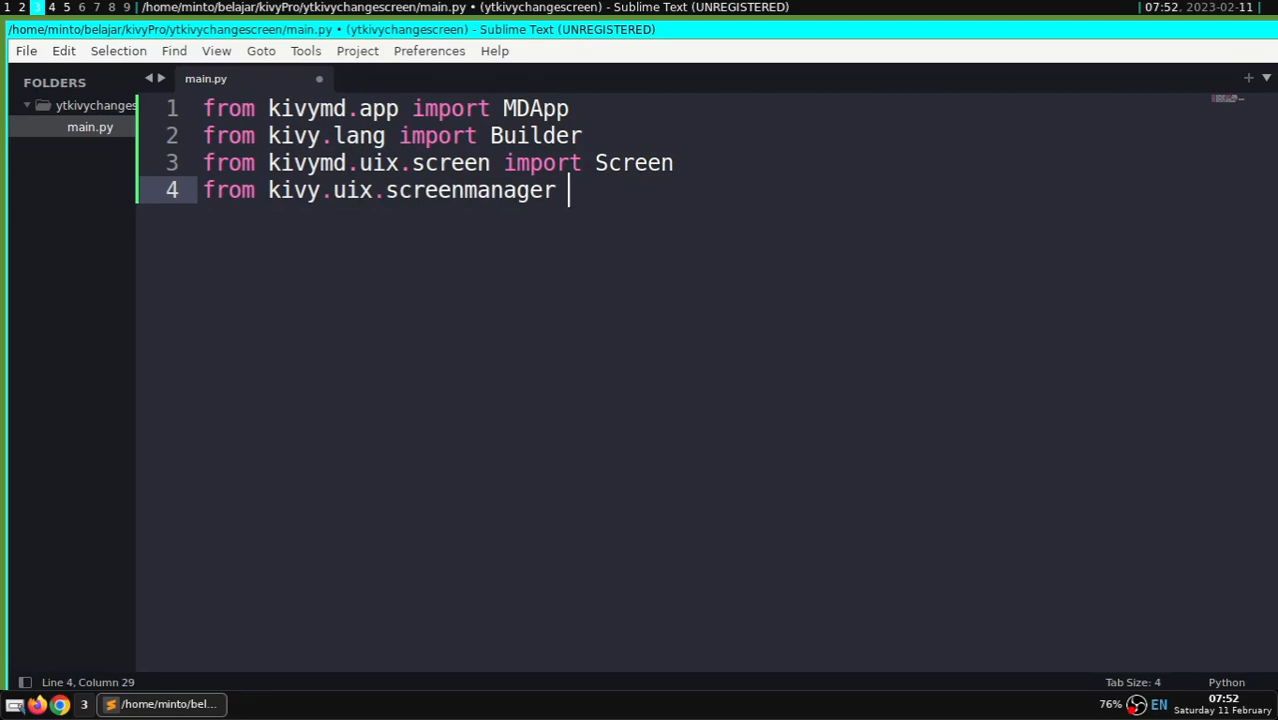 1 2 3 4 5 6 7 8 9 /home/minto/belajar/kivyPro/ytkivychangescreen/main.py • (ytkivychangescreen) - Sublime Text (UNREGISTERED) 07:52, 2023-02-11
/home/minto/belajar/kivyPro/ytkivychangescreen/main.py • (ytkivychangescreen) - Sublime Text (UNREGISTERED)
File Edit Selection View Find Goto Tools Project Preferences Help
FOLDERS
ytkivychanges
main.py
main.py
1 from kivymd.app import MDApp
2 from kivy.lang import Builder
3 from kivymd.uix.screen import Screen
4 from kivy.uix.screenmanager
Line 4, Column 29 Tab Size: 4 Python
3 /home/minto/bel... 76% EN 07:52
Saturday 11 February